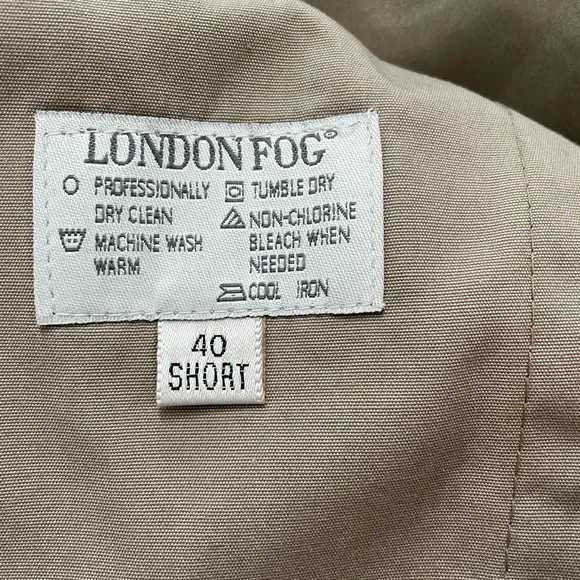 LONDON FOG®
PROFESSIONALLY
DRY CLEAN
MACHINE WASH
WARM
TUMBLE DRY
NON-CHLORINE
BLEACH WHEN
NEEDED
COOL IRON
40
SHORT